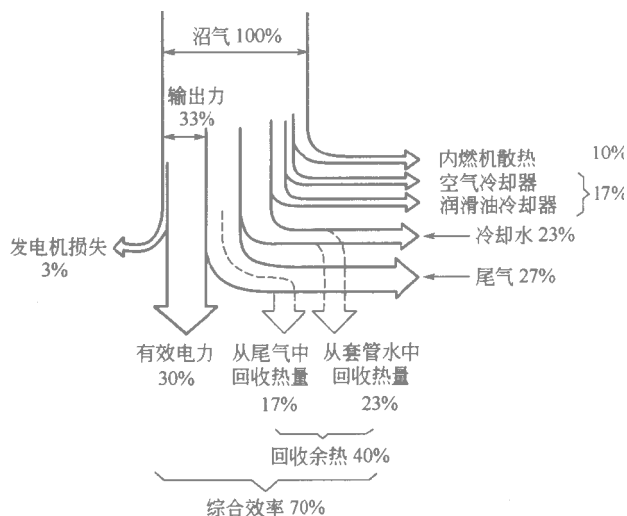 沼气 100%
输出力
33%
内燃机散热 10%
空气冷却器
17%
润滑油冷却器
冷却水 23%
发电机损失
3%
尾气 27%
有效电力
30%
从尾气中
回收热量
17%
从套管水中
回收热量
23%
回收余热 40%
综合效率 70%